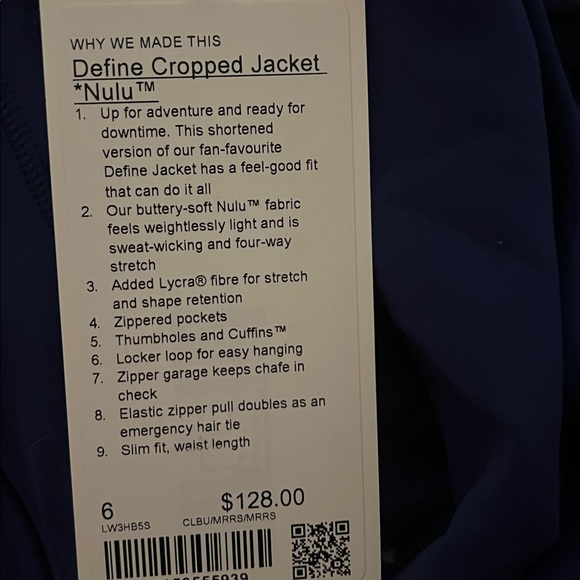 WHY WE MADE THIS
Define Cropped Jacket
*Nulu™
1. Up for adventure and ready for
downtime. This shortened
version of our fan-favourite
Define Jacket has a feel-good fit
that can do it all
2. Our buttery-soft Nulu™ fabric
feels weightlessly light and is
sweat-wicking and four-way
stretch
3. Added Lycra® fibre for stretch
and shape retention
4. Zippered pockets
5. Thumbholes and Cuffins™
6. Locker loop for easy hanging
7. Zipper garage keeps chafe in
check
8. Elastic zipper pull doubles as an
emergency hair tie
9. Slim fit, waist length
6 $128.00
LW3HB5S CLBU/MRRS/MRRS